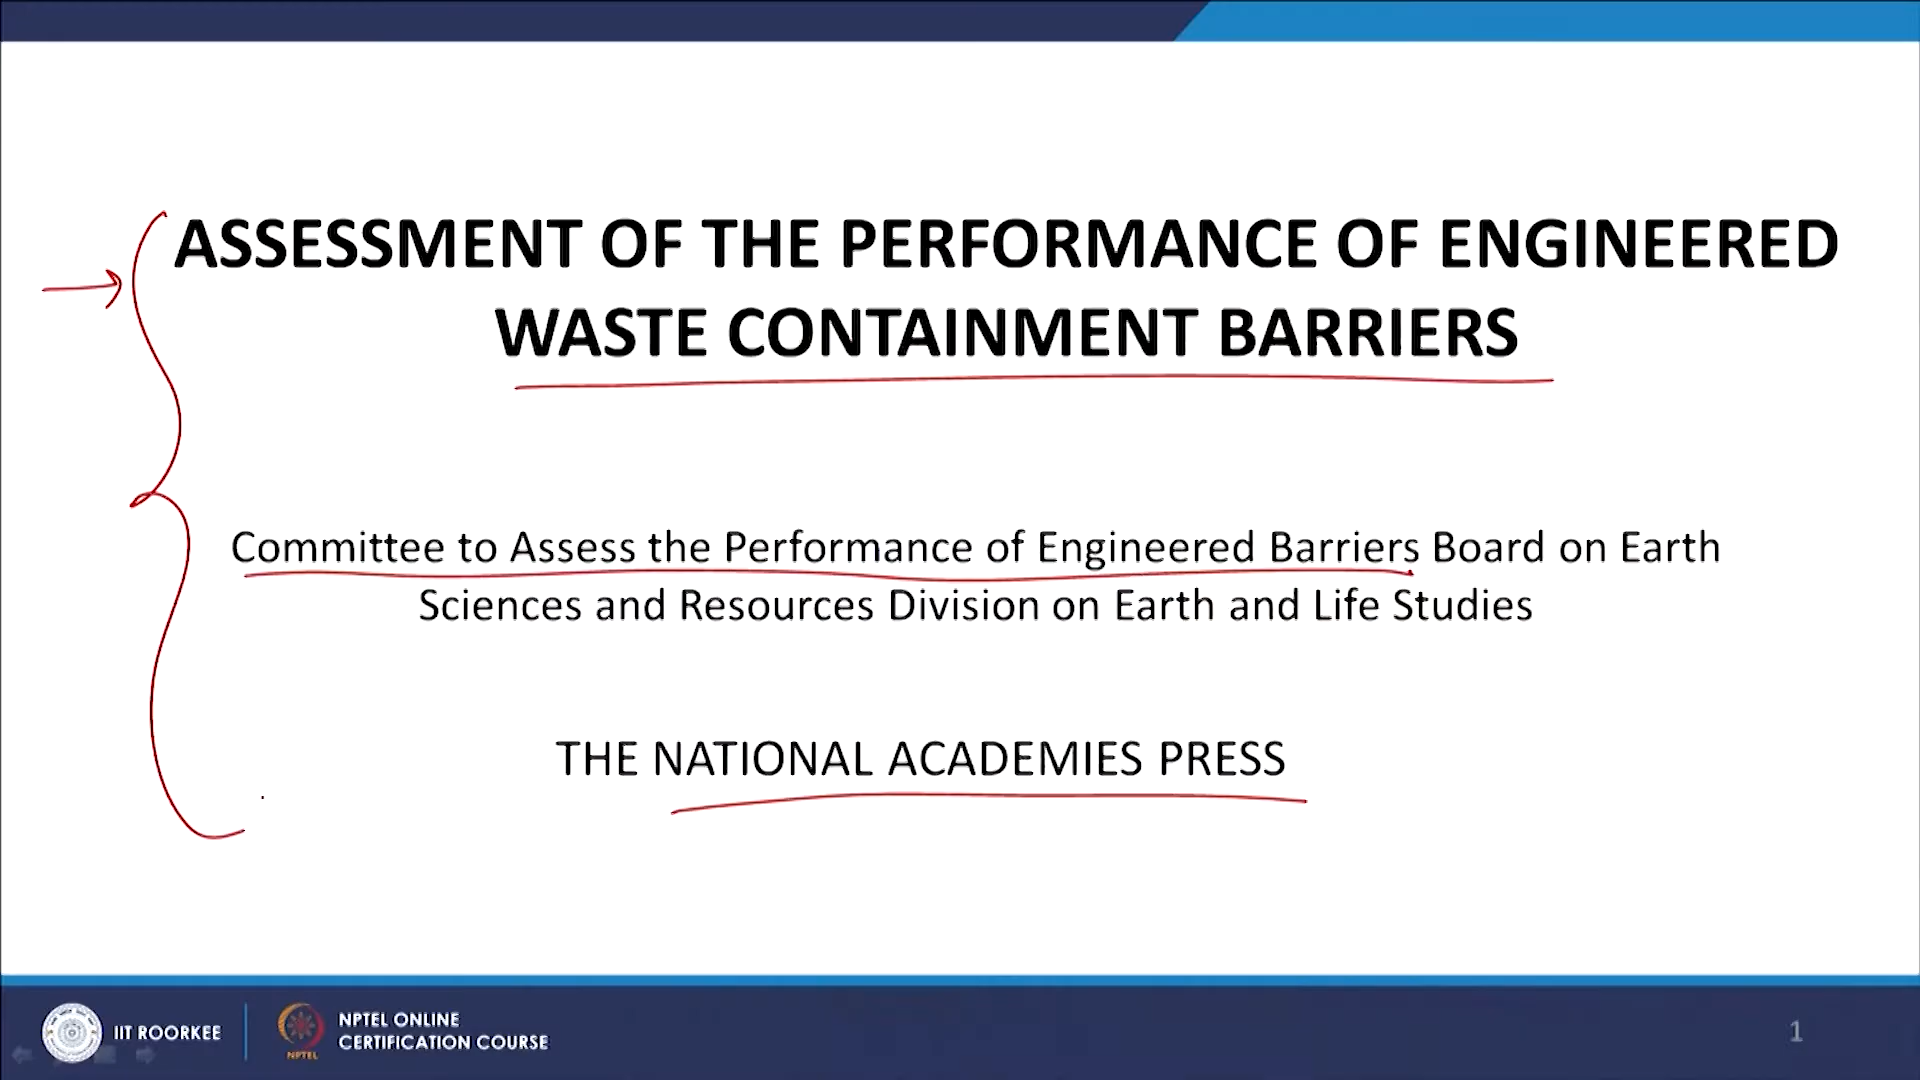 ASSESSMENT OF THE PERFORMANCE OF ENGINEERED
WASTE CONTAINMENT BARRIERS
Committee to Assess the Performance of Engineered Barriers Board on Earth
Sciences and Resources Division on Earth and Life Studies
THE NATIONAL ACADEMIES PRESS
IIT ROORKEE
NPTEL
NPTEL ONLINE
CERTIFICATION COURSE
1